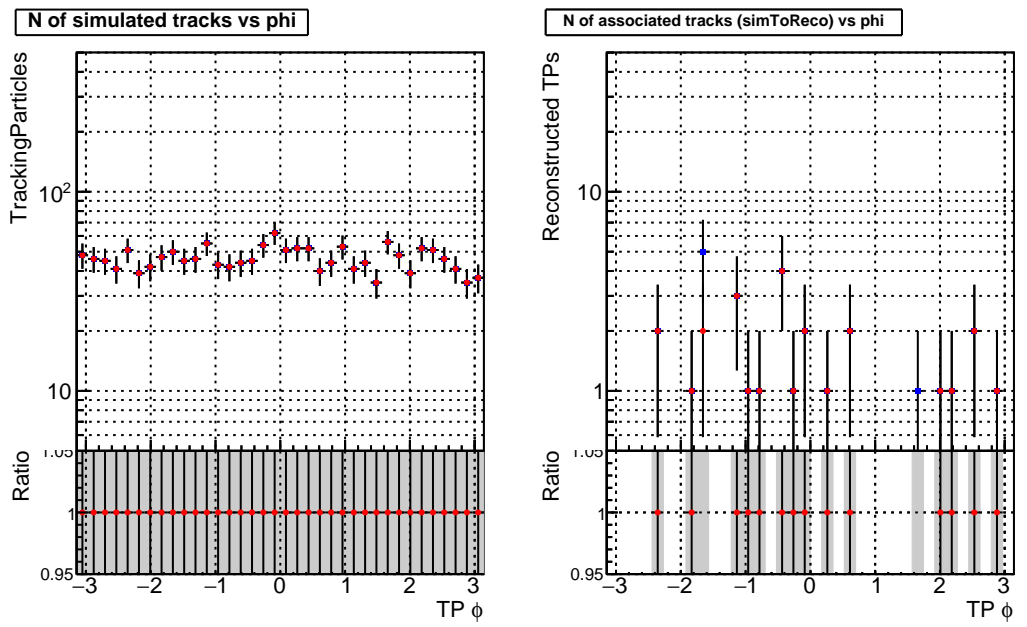 N of simulated tracks vs phi
TrackingParticles
10²
10
Ratio
1.05
1
0.95
−3 −2 −1 0 1 2 3
TP ϕ
N of associated tracks (simToReco) vs phi
Reconstructed TPs
10
1
Ratio
1.05
1
0.95
−3 −2 −1 0 1 2 3
TP ϕ